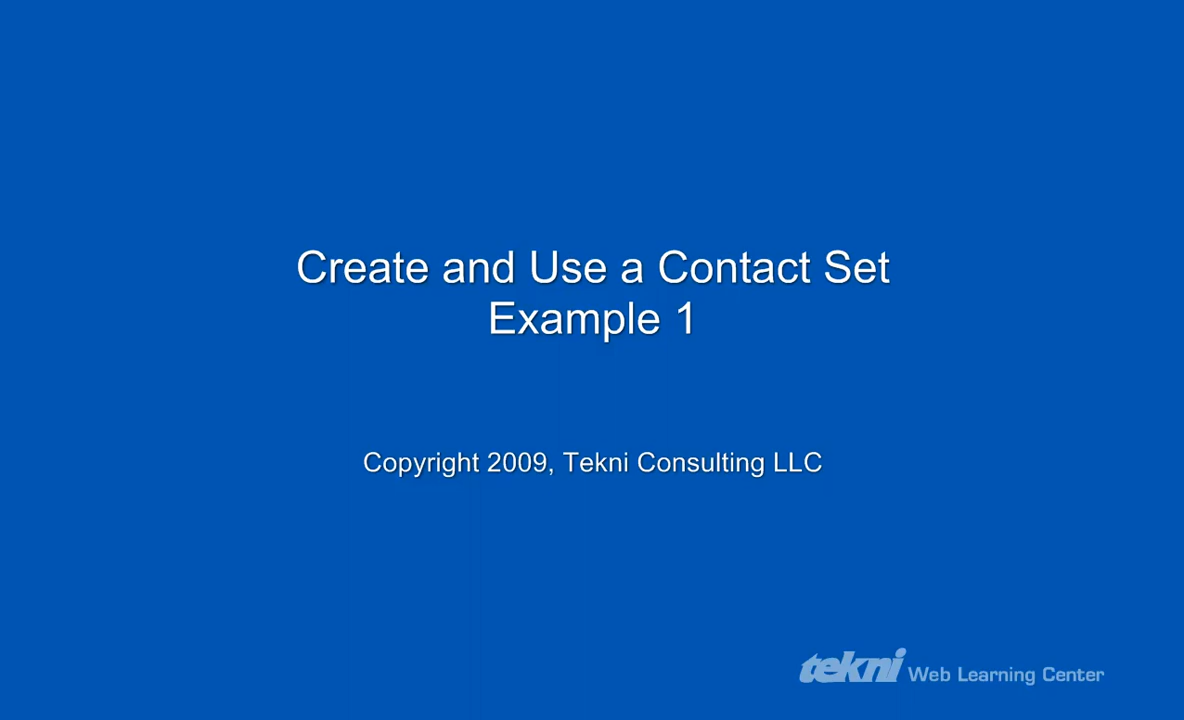 Create and Use a Contact Set
Example 1
Copyright 2009, Tekni Consulting LLC
tekni Web Learning Center